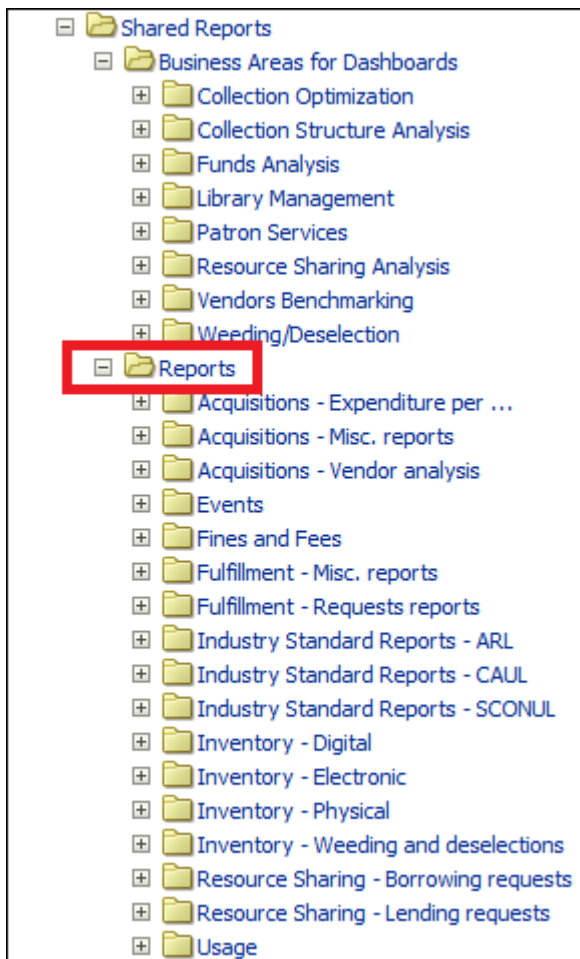 Shared Reports
Business Areas for Dashboards
Collection Optimization
Collection Structure Analysis
Funds Analysis
Library Management
Patron Services
Resource Sharing Analysis
Vendors Benchmarking
Weeding/Deselection
Reports
Acquisitions - Expenditure per ...
Acquisitions - Misc. reports
Acquisitions - Vendor analysis
Events
Fines and Fees
Fulfillment - Misc. reports
Fulfillment - Requests reports
Industry Standard Reports - ARL
Industry Standard Reports - CAUL
Industry Standard Reports - SCONUL
Inventory - Digital
Inventory - Electronic
Inventory - Physical
Inventory - Weeding and deselections
Resource Sharing - Borrowing requests
Resource Sharing - Lending requests
Usage